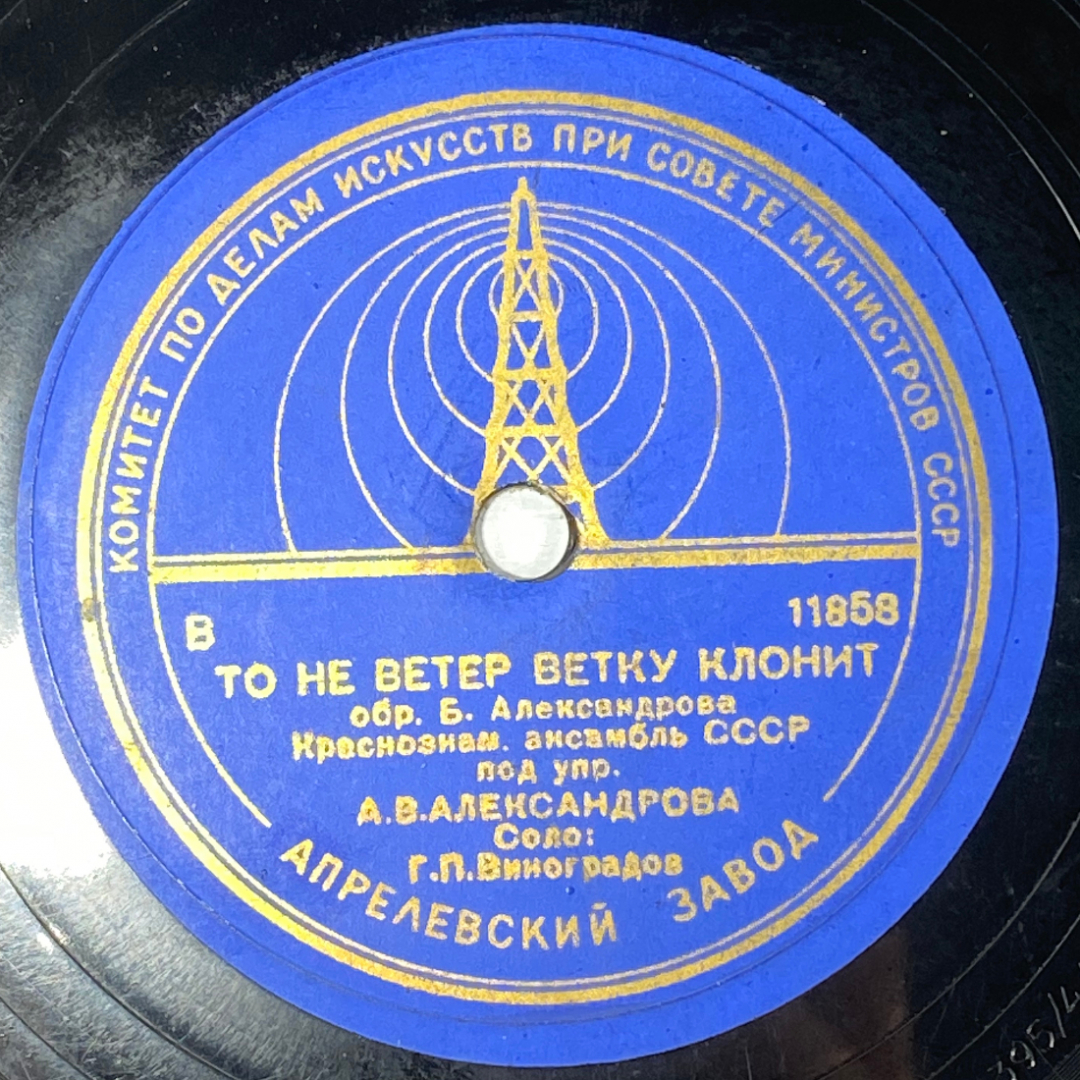 КОМИТЕТ ПО ДЕЛАМ ИСКУССТВ ПРИ СОВЕТЕ МИНИСТРОВ СССР
В 11858
ТО НЕ ВЕТЕР ВЕТКУ КЛОНИТ
обр. Б. Александрова
Краснознам. ансамбль СССР
под упр.
А.В.АЛЕКСАНДРОВА
Соло:
Г.П.Виноградов
АПРЕЛЕВСКИЙ ЗАВОД